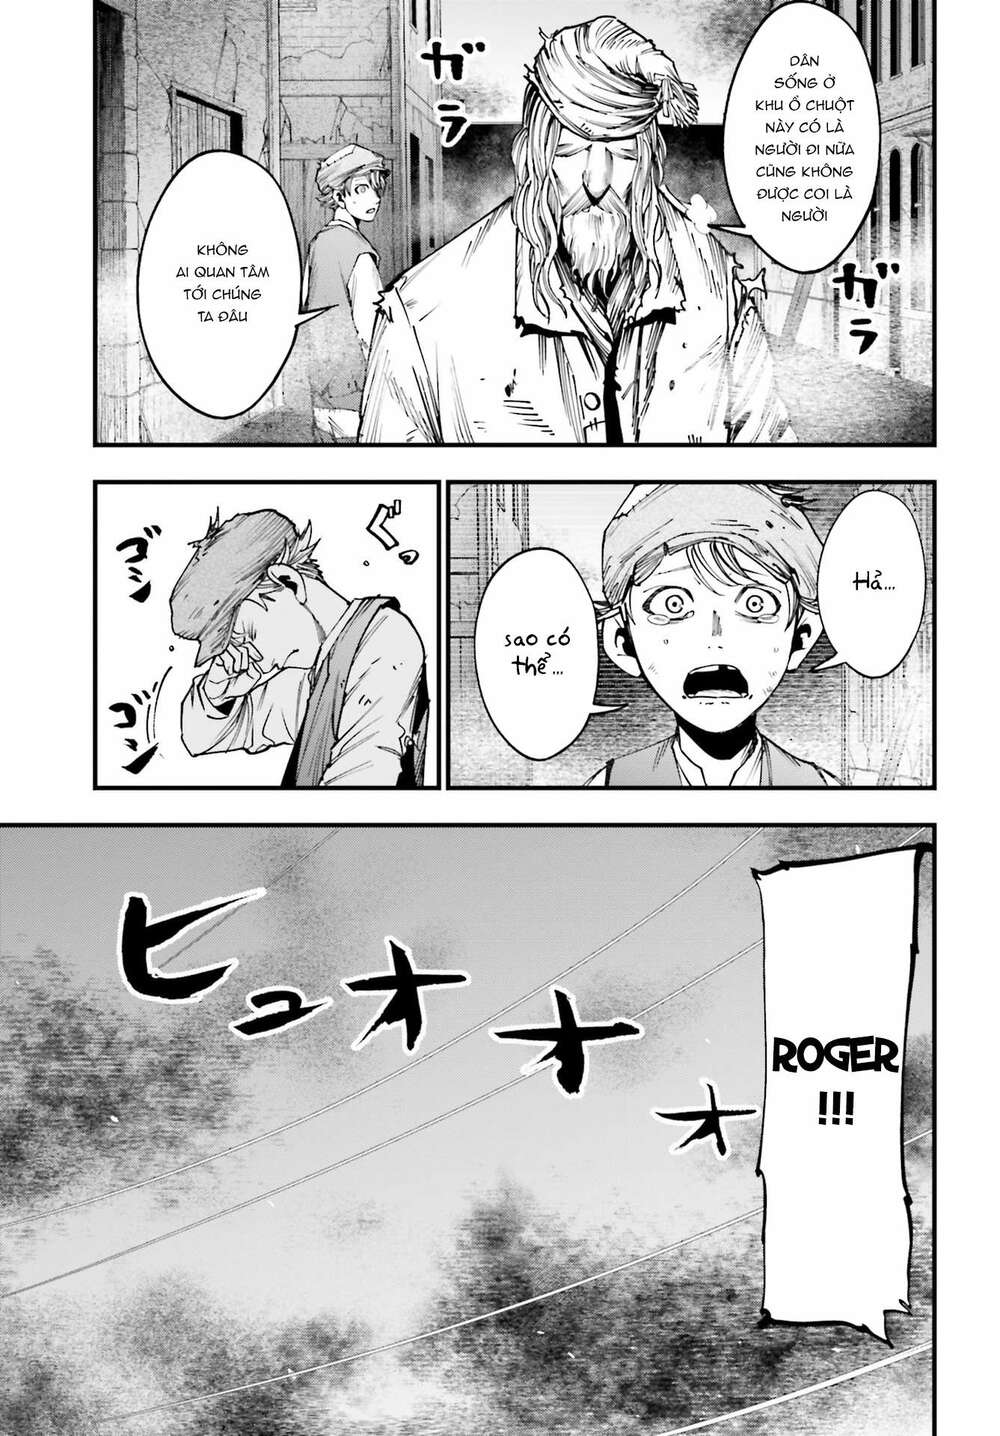 DÂN
SỐNG Ở
KHU Ổ CHUỘT
NÀY CÓ LÀ
NGƯỜI ĐI NỮA
CŨNG KHÔNG
ĐƯỢC COI LÀ
NGƯỜI
ガラ
ガラ
KHÔNG
AI QUAN TÂM
TỚI CHÚNG
TA ĐÂU
Hả...
sao có
thể...
ぐっ
ゴシ
ゴシ
ROGER
!!!
ヒュオオオ